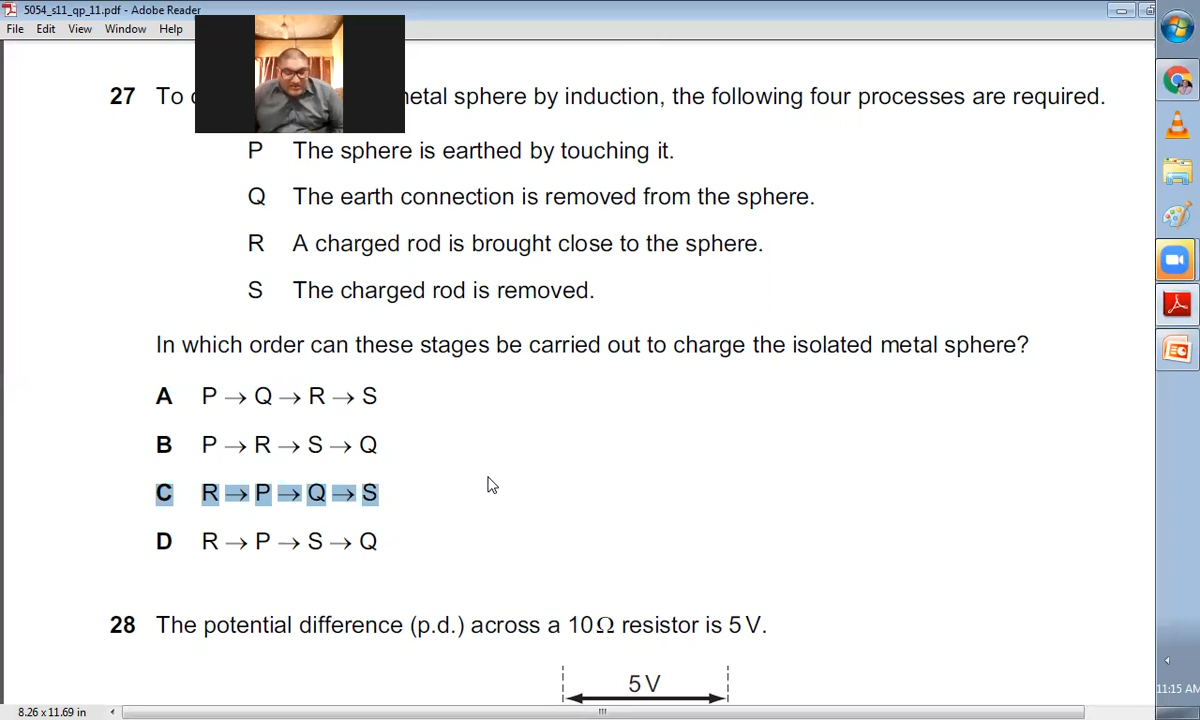 5054_s11_qp_11.pdf - Adobe Reader
File Edit View Window Help
27 To etal sphere by induction, the following four processes are required.
P The sphere is earthed by touching it.
Q The earth connection is removed from the sphere.
R A charged rod is brought close to the sphere.
S The charged rod is removed.
In which order can these stages be carried out to charge the isolated metal sphere?
A P → Q → R → S
B P → R → S → Q
C R → P → Q → S
D R → P → S → Q
28 The potential difference (p.d.) across a 10 Ω resistor is 5 V.
5 V
8.26 x 11.69 in
11:15 AM